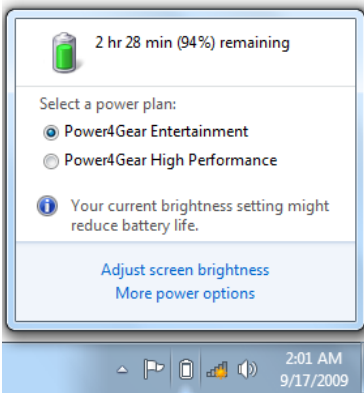 2 hr 28 min (94%) remaining
Select a power plan:
Power4Gear Entertainment
Power4Gear High Performance
Your current brightness setting might
reduce battery life.
Adjust screen brightness
More power options
2:01 AM
9/17/2009